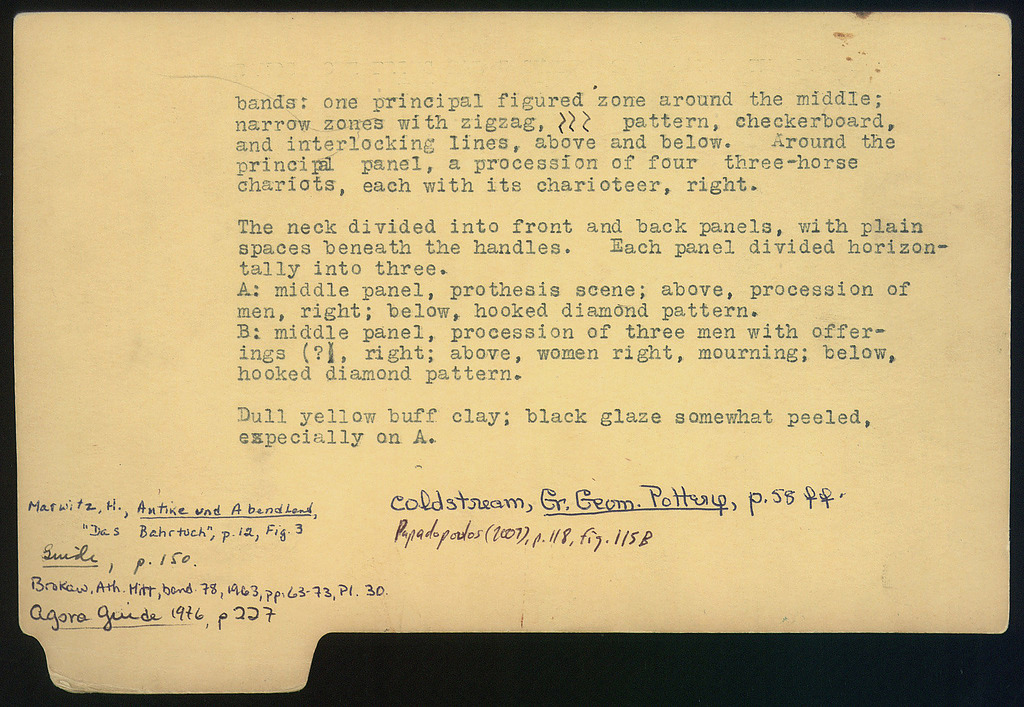 bands: one principal figured zone around the middle;
narrow zones with zigzag, pattern, checkerboard,
and interlocking lines, above and below. Around the
principal panel, a procession of four three-horse
chariots, each with its charioteer, right.
The neck divided into front and back panels, with plain
spaces beneath the handles. Each panel divided horizon-
tally into three.
A: middle panel, prothesis scene; above, procession of
men, right; below, hooked diamond pattern.
B: middle panel, procession of three men with offer-
ings (?), right; above, women right, mourning; below,
hooked diamond pattern.
Dull yellow buff clay; black glaze somewhat peeled,
especially on A.
Marwitz, H., Antike und Abendland,
"Das Bahrtuch", p. 12, Fig. 3
Guide, p. 150.
Brokaw, Ath. Mitt, band. 78, 1963, pp. 63-73, Pl. 30.
Agora Guide 1976, p 227
Coldstream, Gr. Geom. Pottery, p. 58 ff.
Papadopoulos (2007), p. 118, fig. 115B